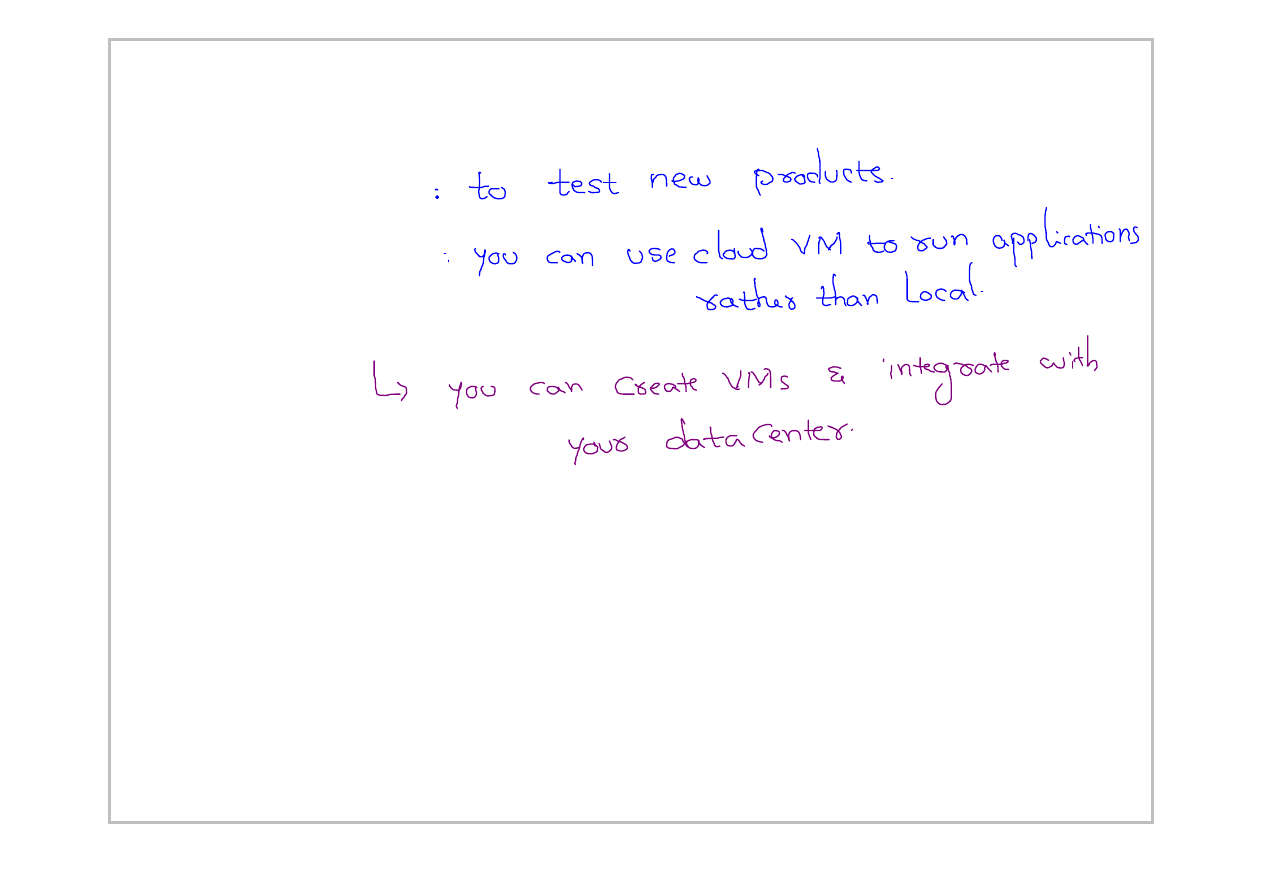 : to test new products.
: you can use cloud VM to run applications
rather than Local.
↳ you can Create VMs & integrate with
your data Center.